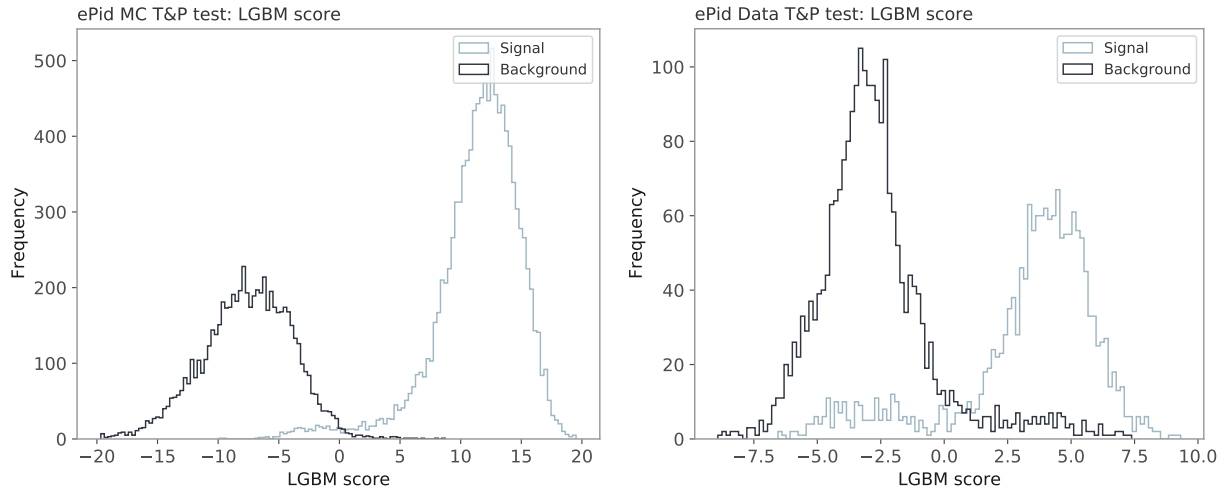 ePid MC T&P test: LGBM score
Signal
Background
500
400
300
200
100
0
Frequency
−20
−15
−10
−5
0
5
10
15
20
LGBM score
ePid Data T&P test: LGBM score
Signal
Background
100
80
60
40
20
0
Frequency
−7.5
−5.0
−2.5
0.0
2.5
5.0
7.5
10.0
LGBM score